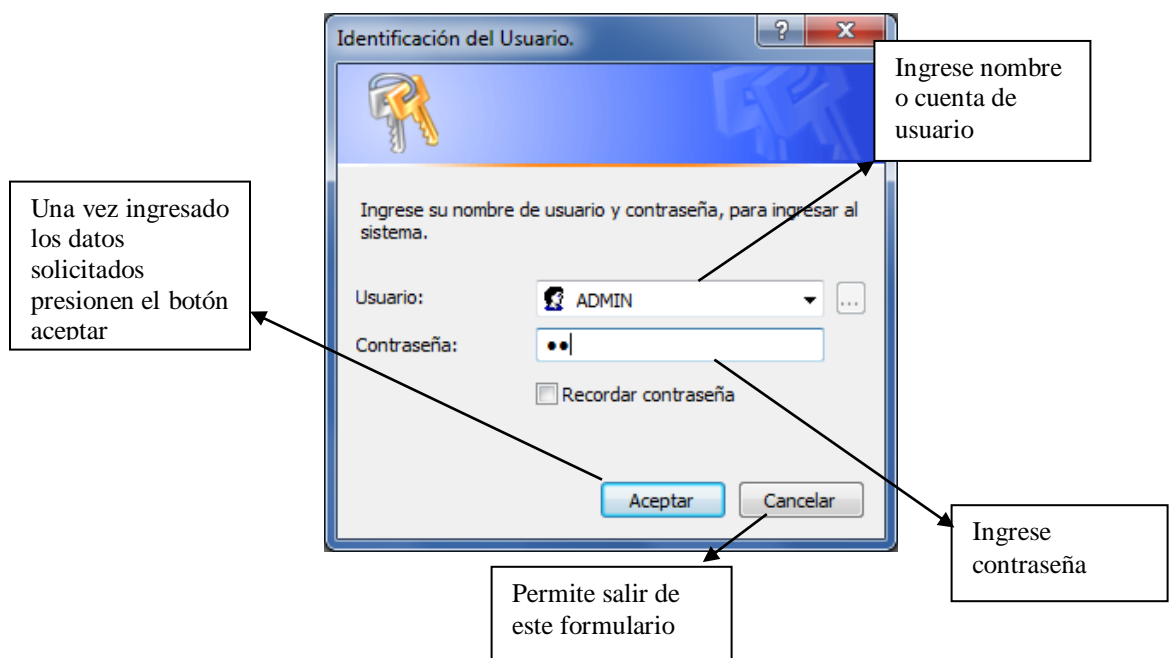 Identificación del Usuario.
?
Ingrese nombre
o cuenta de
usuario
Una vez ingresado
los datos
solicitados
presionen el botón
aceptar
Ingrese su nombre de usuario y contraseña, para ingresar al
sistema.
Usuario:
ADMIN
...
Contraseña:
••
Recordar contraseña
Aceptar
Cancelar
Ingrese
contraseña
Permite salir de
este formulario